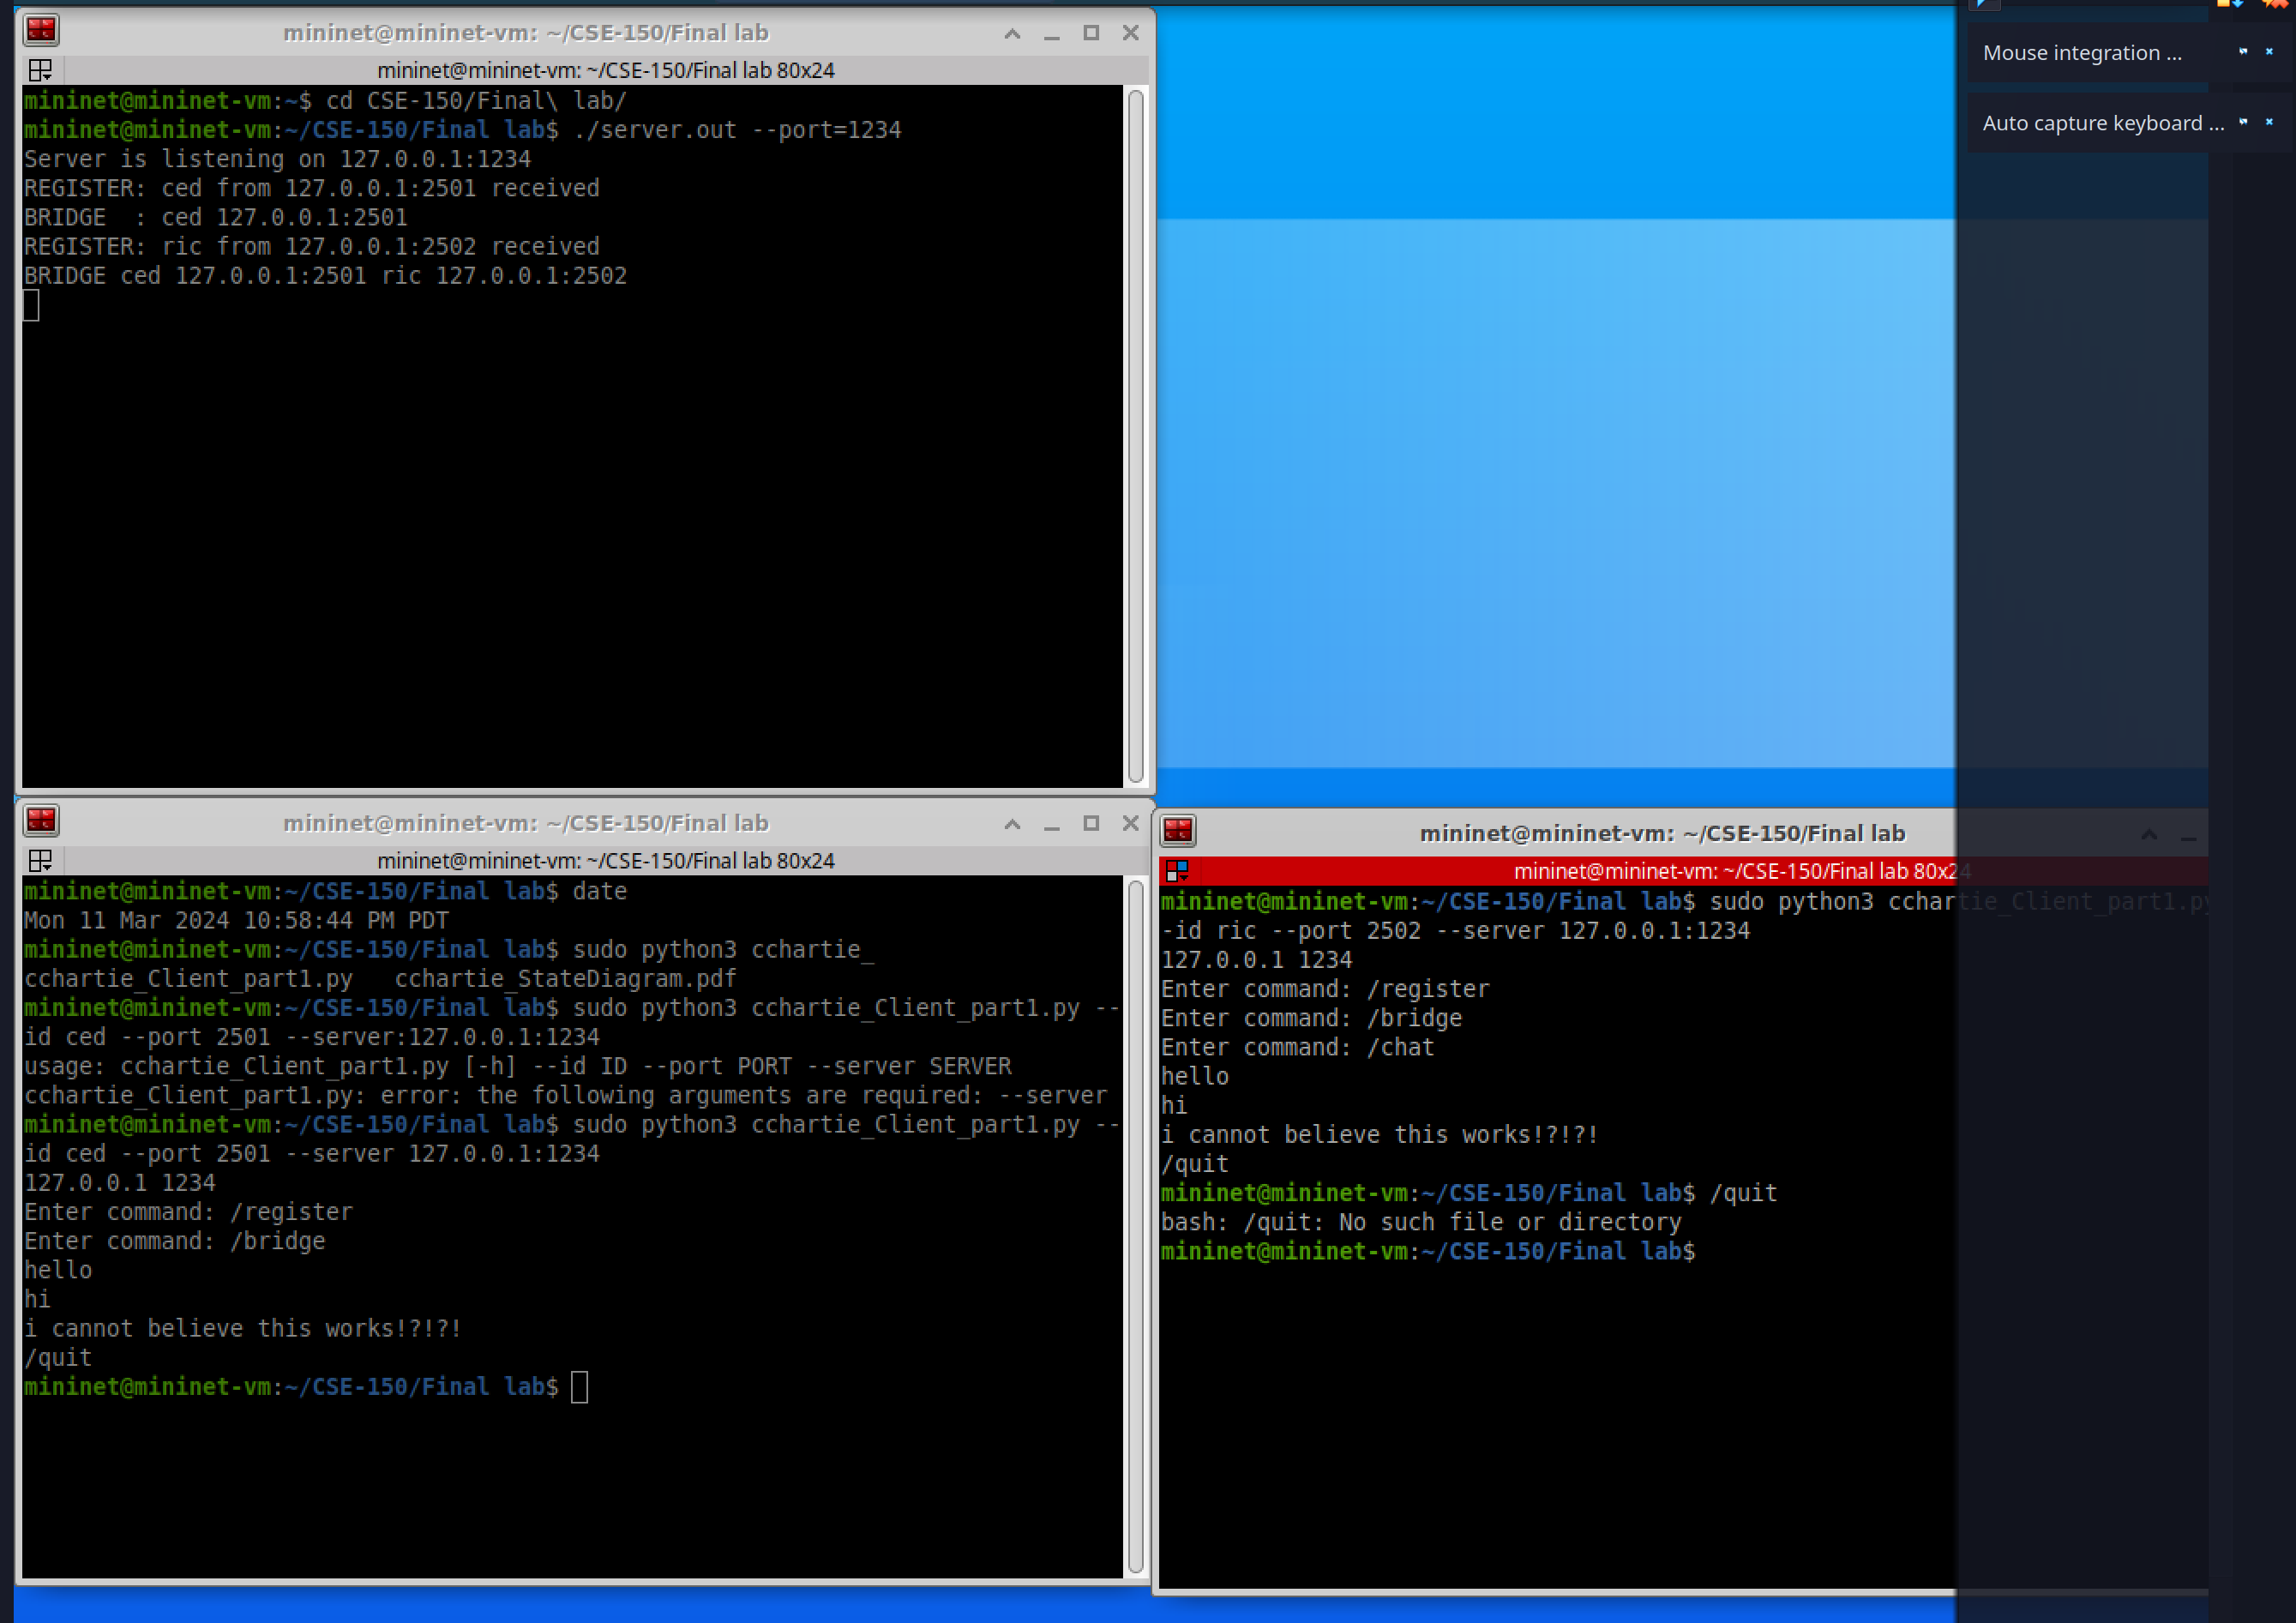 mininet@mininet-vm: ~/CSE-150/Final lab
mininet@mininet-vm: ~/CSE-150/Final lab 80x24
mininet@mininet-vm:~$ cd CSE-150/Final\ lab/
mininet@mininet-vm:~/CSE-150/Final lab$ ./server.out --port=1234
Server is listening on 127.0.0.1:1234
REGISTER: ced from 127.0.0.1:2501 received
BRIDGE  : ced 127.0.0.1:2501
REGISTER: ric from 127.0.0.1:2502 received
BRIDGE ced 127.0.0.1:2501 ric 127.0.0.1:2502
Mouse integration ...
Auto capture keyboard ...
mininet@mininet-vm: ~/CSE-150/Final lab
mininet@mininet-vm: ~/CSE-150/Final lab 80x24
mininet@mininet-vm:~/CSE-150/Final lab$ date
Mon 11 Mar 2024 10:58:44 PM PDT
mininet@mininet-vm:~/CSE-150/Final lab$ sudo python3 cchartie_
cchartie_Client_part1.py   cchartie_StateDiagram.pdf
mininet@mininet-vm:~/CSE-150/Final lab$ sudo python3 cchartie_Client_part1.py --
id ced --port 2501 --server:127.0.0.1:1234
usage: cchartie_Client_part1.py [-h] --id ID --port PORT --server SERVER
cchartie_Client_part1.py: error: the following arguments are required: --server
mininet@mininet-vm:~/CSE-150/Final lab$ sudo python3 cchartie_Client_part1.py --
id ced --port 2501 --server 127.0.0.1:1234
127.0.0.1 1234
Enter command: /register
Enter command: /bridge
hello
hi
i cannot believe this works!?!?!
/quit
mininet@mininet-vm:~/CSE-150/Final lab$
mininet@mininet-vm: ~/CSE-150/Final lab
mininet@mininet-vm: ~/CSE-150/Final lab 80x24
mininet@mininet-vm:~/CSE-150/Final lab$ sudo python3 cchartie_Client_part1.py
-id ric --port 2502 --server 127.0.0.1:1234
127.0.0.1 1234
Enter command: /register
Enter command: /bridge
Enter command: /chat
hello
hi
i cannot believe this works!?!?!
/quit
mininet@mininet-vm:~/CSE-150/Final lab$ /quit
bash: /quit: No such file or directory
mininet@mininet-vm:~/CSE-150/Final lab$